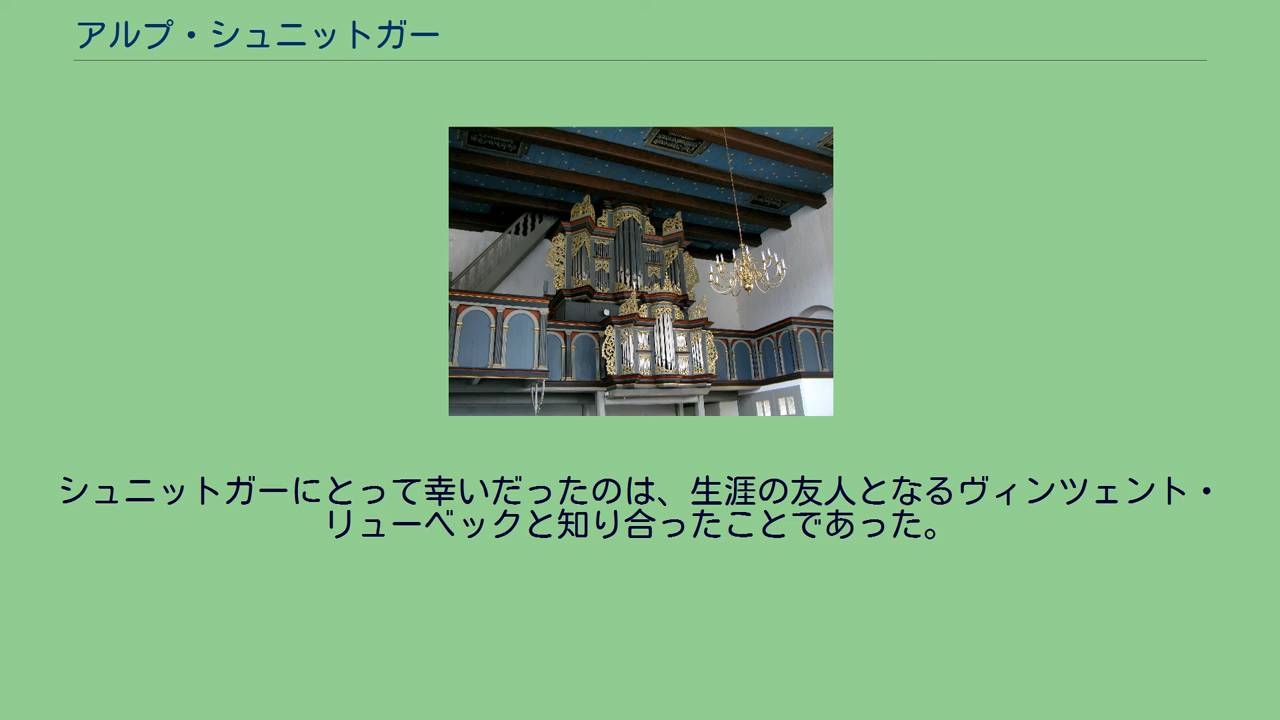 アルプ・シュニットガー
シュニットガーにとって幸いだったのは、生涯の友人となるヴィンツェント・
リューベックと知り合ったことであった。